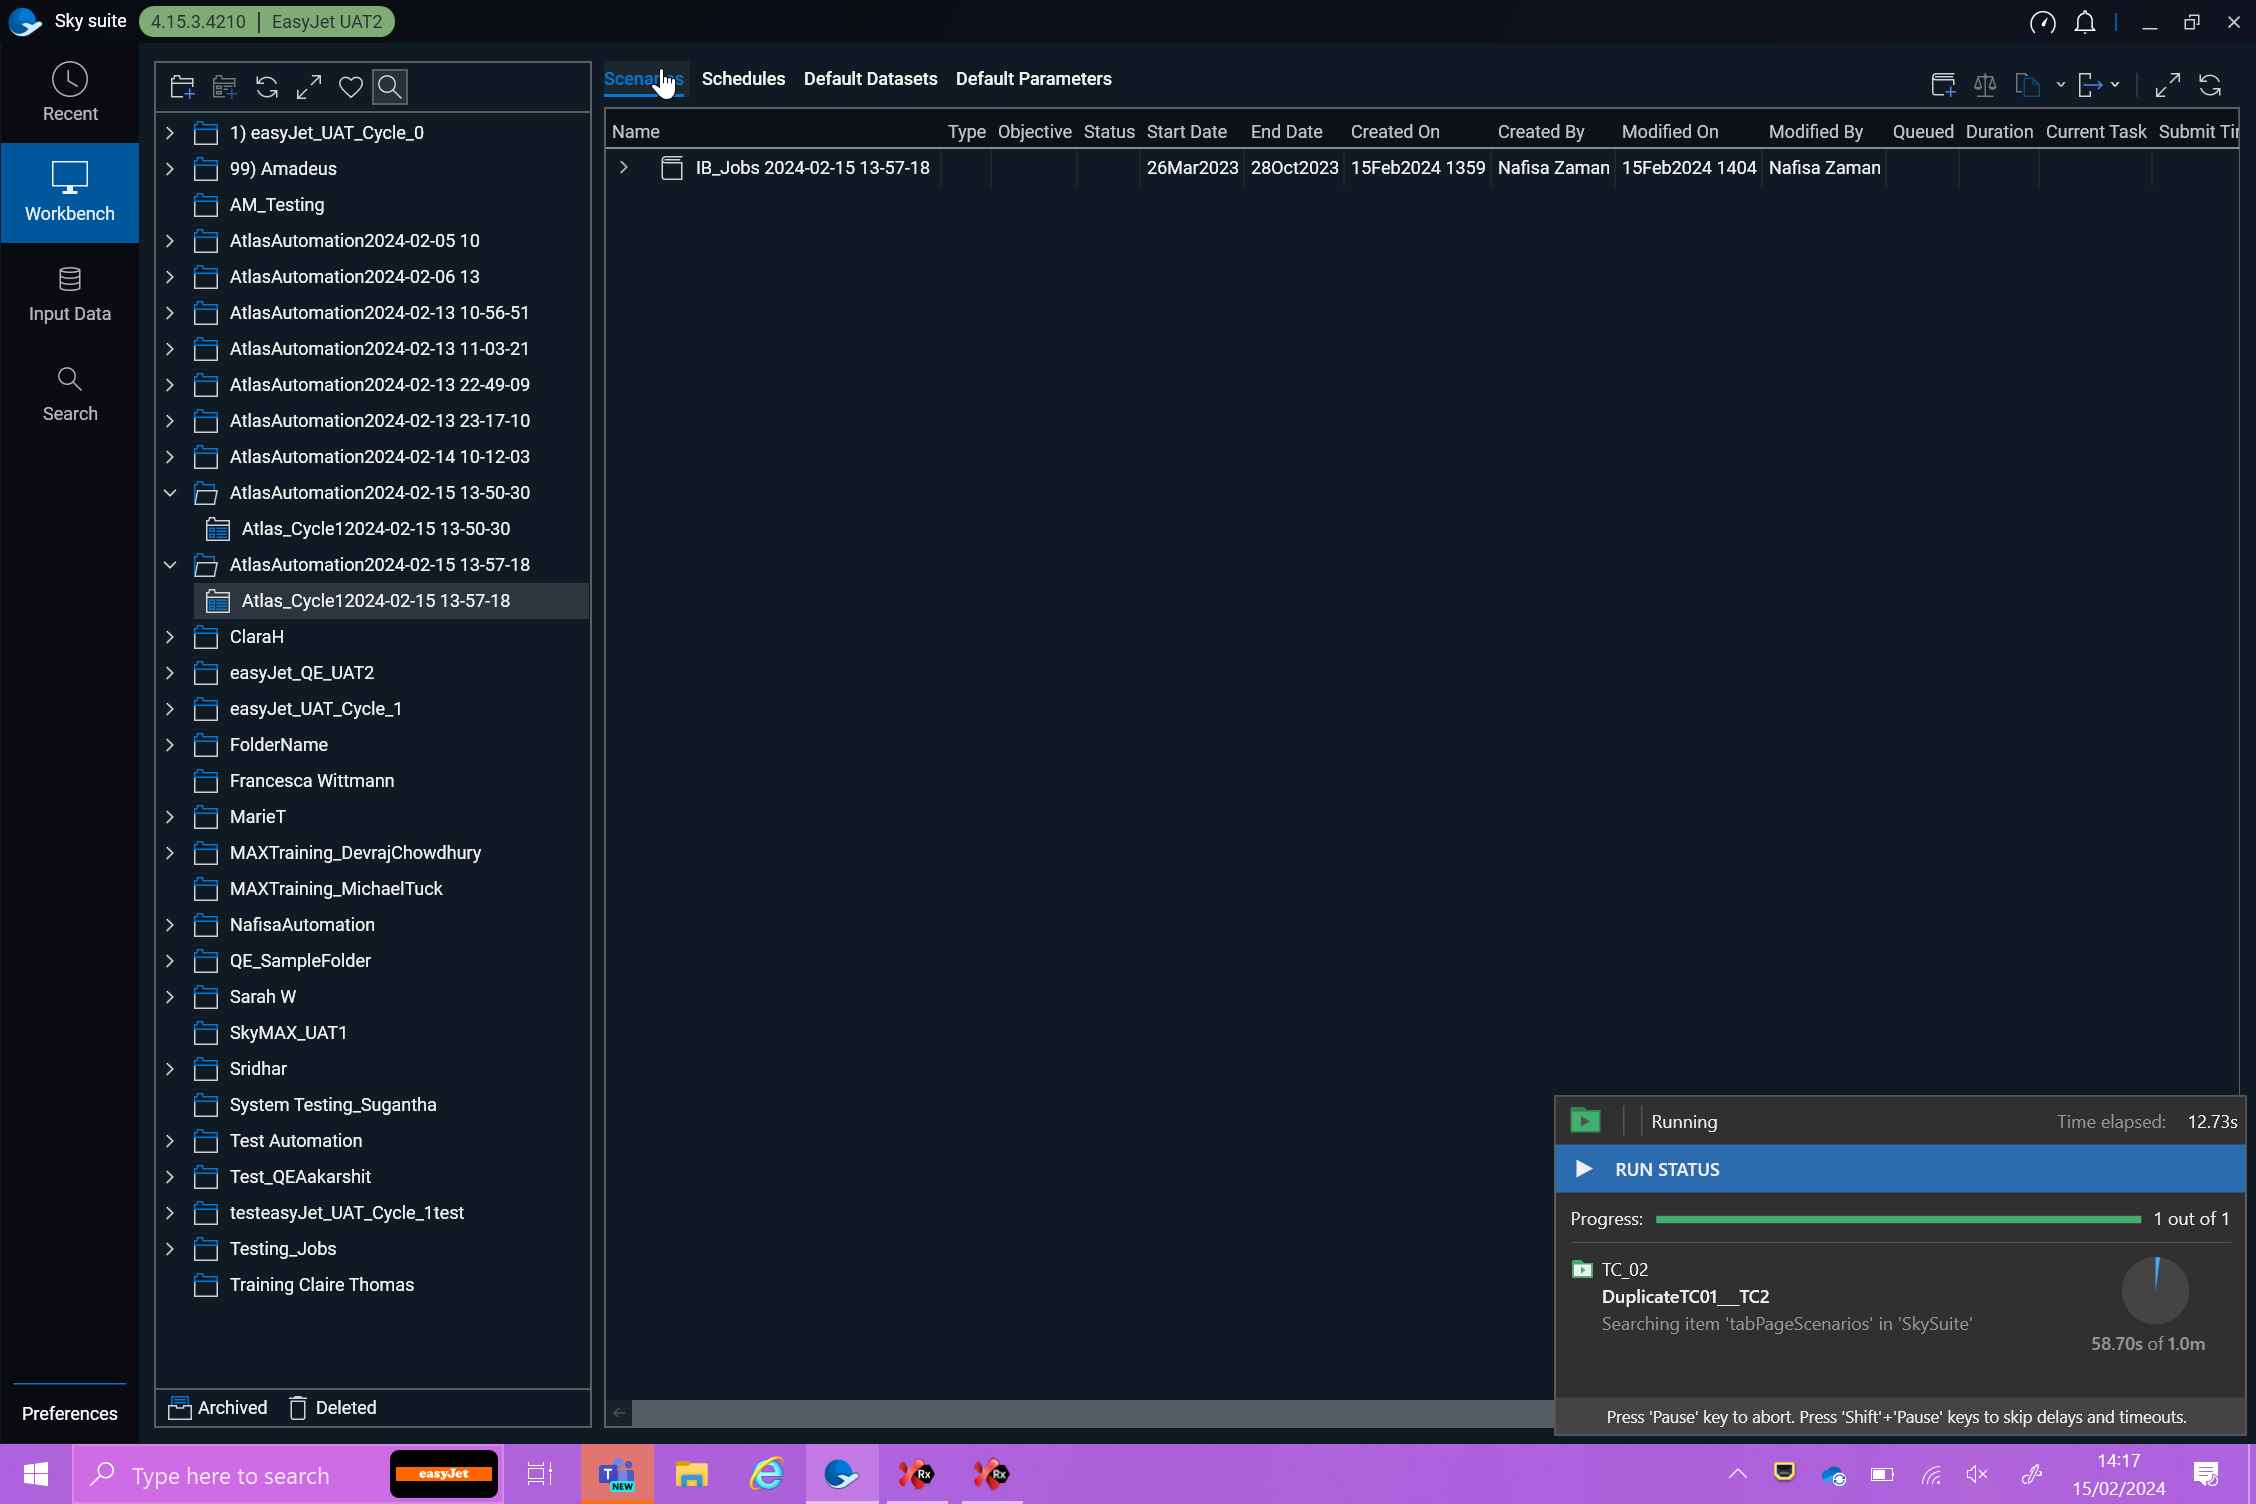 Sky suite 4.15.3.4210 | EasyJet UAT2
Recent
Workbench
Input Data
Search
Preferences
1) easyJet_UAT_Cycle_0
99) Amadeus
AM_Testing
AtlasAutomation2024-02-05 10
AtlasAutomation2024-02-06 13
AtlasAutomation2024-02-13 10-56-51
AtlasAutomation2024-02-13 11-03-21
AtlasAutomation2024-02-13 22-49-09
AtlasAutomation2024-02-13 23-17-10
AtlasAutomation2024-02-14 10-12-03
AtlasAutomation2024-02-15 13-50-30
Atlas_Cycle12024-02-15 13-50-30
AtlasAutomation2024-02-15 13-57-18
Atlas_Cycle12024-02-15 13-57-18
ClaraH
easyJet_QE_UAT2
easyJet_UAT_Cycle_1
FolderName
Francesca Wittmann
MarieT
MAXTraining_DevrajChowdhury
MAXTraining_MichaelTuck
NafisaAutomation
QE_SampleFolder
Sarah W
SkyMAX_UAT1
Sridhar
System Testing_Sugantha
Test Automation
Test_QEAakarshit
testeasyJet_UAT_Cycle_1test
Testing_Jobs
Training Claire Thomas
Archived Deleted
Scenarios Schedules Default Datasets Default Parameters
Name Type Objective Status Start Date End Date Created On Created By Modified On Modified By Queued Duration Current Task Submit Ti
IB_Jobs 2024-02-15 13-57-18 26Mar2023 28Oct2023 15Feb2024 1359 Nafisa Zaman 15Feb2024 1404 Nafisa Zaman
Running Time elapsed: 12.73s
RUN STATUS
Progress: 1 out of 1
TC_02
DuplicateTC01___TC2
Searching item 'tabPageScenarios' in 'SkySuite'
58.70s of 1.0m
Press 'Pause' key to abort. Press 'Shift'+'Pause' keys to skip delays and timeouts.
Type here to search
easyJet
T
NEW
Rx
Rx
14:17
15/02/2024